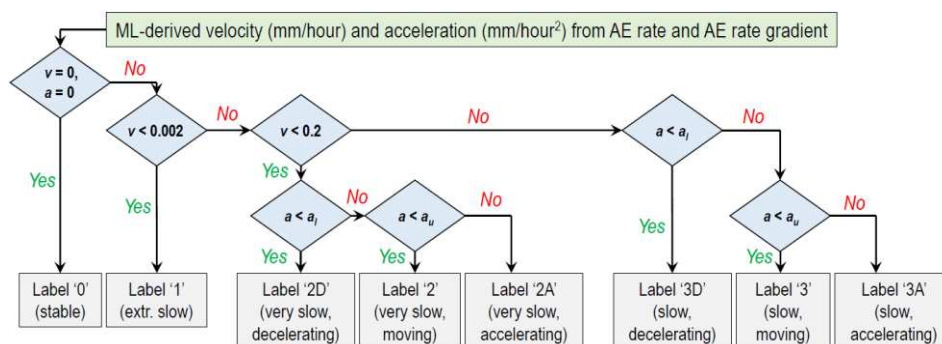 ML-derived velocity (mm/hour) and acceleration (mm/hour²) from AE rate and AE rate gradient
v = 0,
a = 0
No
v < 0.002
No
v < 0.2
No
a < aₗ
No
Yes
Yes
Yes
a < aₗ
No
a < aᵤ
No
Yes
a < aᵤ
No
Yes
Yes
Yes
Label ‘0’
(stable)
Label ‘1’
(extr. slow)
Label ‘2D’
(very slow,
decelerating)
Label ‘2’
(very slow,
moving)
Label ‘2A’
(very slow,
accelerating)
Label ‘3D’
(slow,
decelerating)
Label ‘3’
(slow,
moving)
Label ‘3A’
(slow,
accelerating)